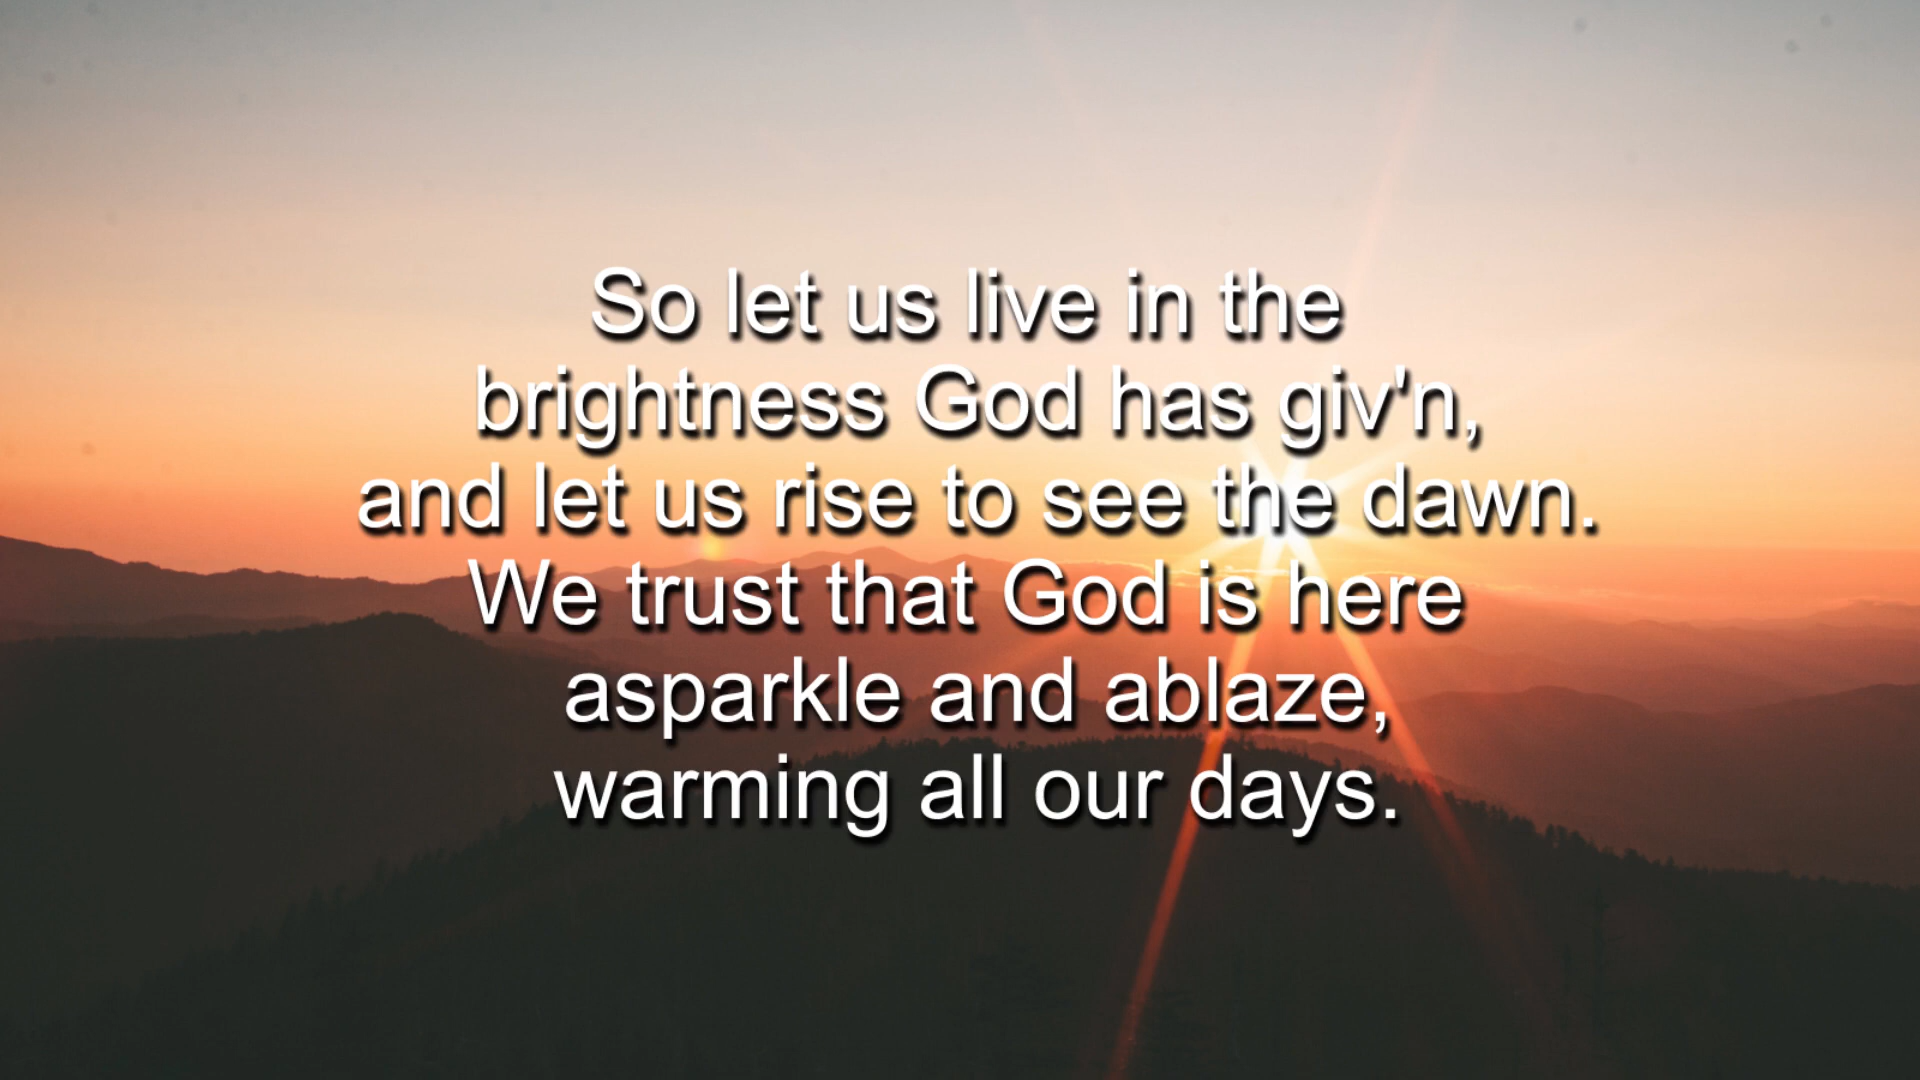 So let us live in the
brightness God has giv'n,
and let us rise to see the dawn.
We trust that God is here
asparkle and ablaze,
warming all our days.